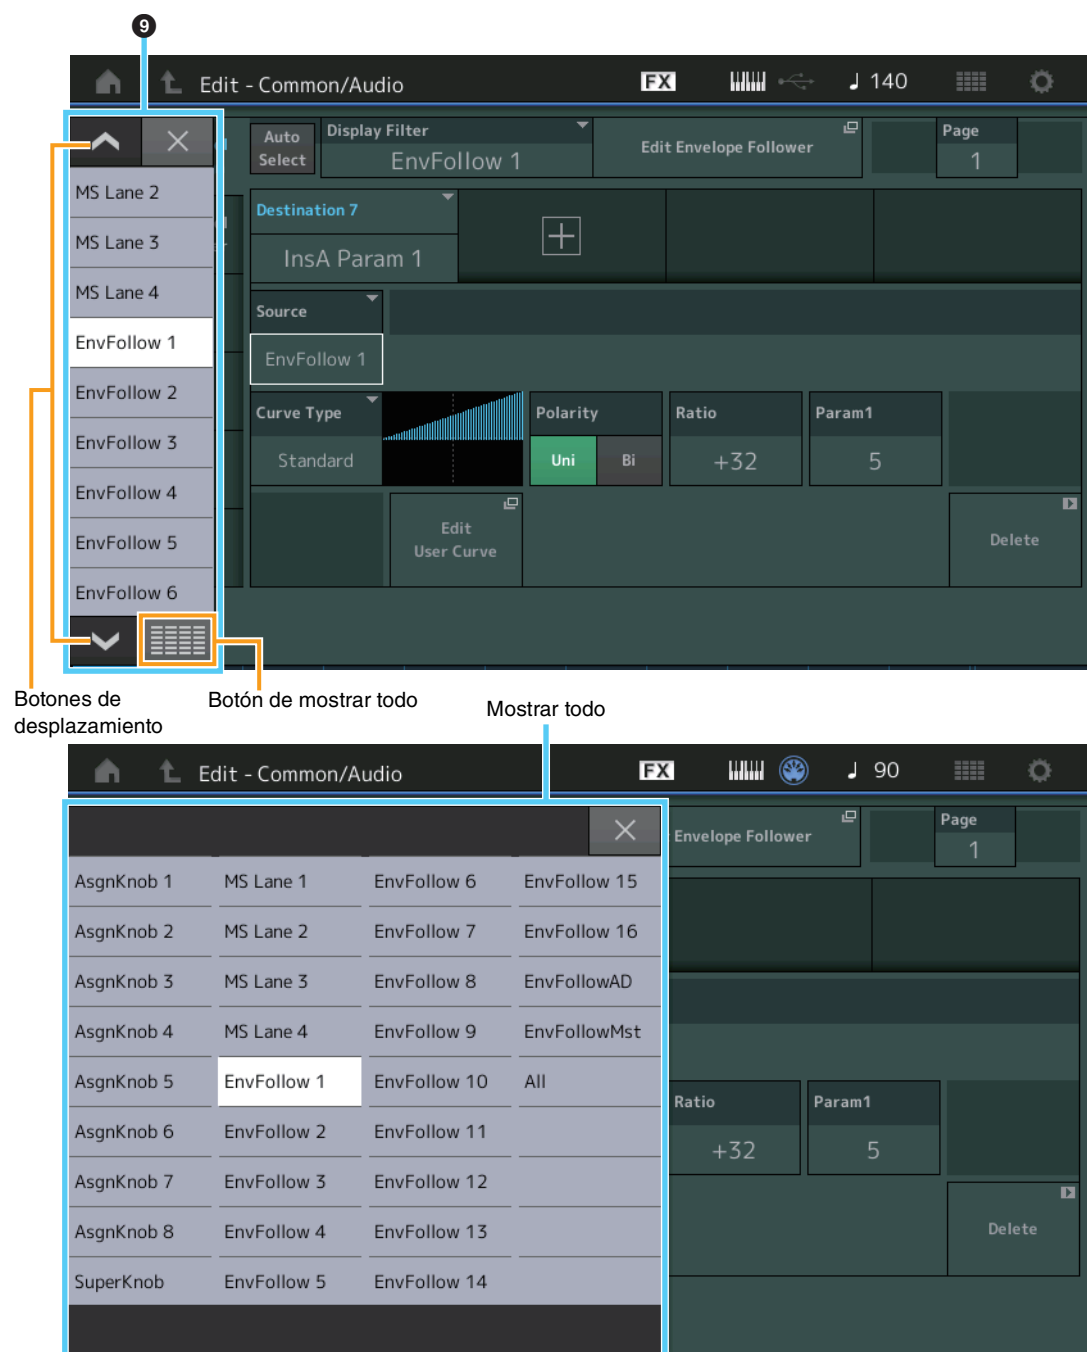 9
Edit - Common/Audio
FX
140
Auto Select
Display Filter
EnvFollow 1
Edit Envelope Follower
Page
1
MS Lane 2
MS Lane 3
MS Lane 4
EnvFollow 1
EnvFollow 2
EnvFollow 3
EnvFollow 4
EnvFollow 5
EnvFollow 6
Destination 7
InsA Param 1
Source
EnvFollow 1
Curve Type
Standard
Polarity
Uni
Bi
Ratio
+32
Param1
5
Edit
User Curve
Delete
Botones de
desplazamiento
Botón de mostrar todo
Mostrar todo
Edit - Common/Audio
FX
90
Envelope Follower
Page
1
AsgnKnob 1
MS Lane 1
EnvFollow 6
EnvFollow 15
AsgnKnob 2
MS Lane 2
EnvFollow 7
EnvFollow 16
AsgnKnob 3
MS Lane 3
EnvFollow 8
EnvFollowAD
AsgnKnob 4
MS Lane 4
EnvFollow 9
EnvFollowMst
AsgnKnob 5
EnvFollow 1
EnvFollow 10
All
AsgnKnob 6
EnvFollow 2
EnvFollow 11
AsgnKnob 7
EnvFollow 3
EnvFollow 12
AsgnKnob 8
EnvFollow 4
EnvFollow 13
SuperKnob
EnvFollow 5
EnvFollow 14
Ratio
+32
Param1
5
Delete